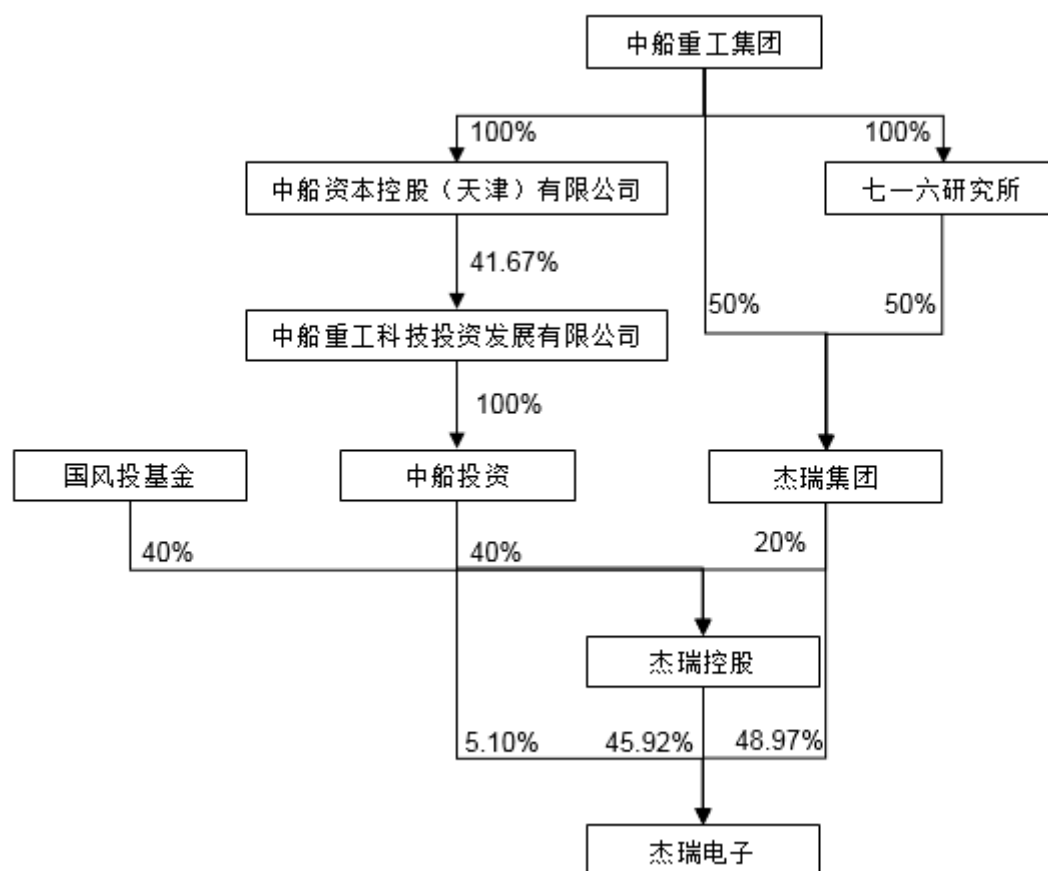 中船重工集团
100%
100%
中船资本控股（天津）有限公司
七一六研究所
41.67%
50%
50%
中船重工科技投资发展有限公司
100%
国风投基金
中船投资
杰瑞集团
40%
40%
20%
杰瑞控股
5.10%
45.92%
48.97%
杰瑞电子